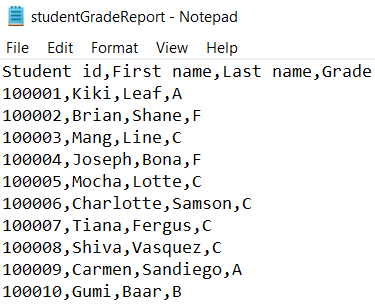 studentGradeReport - Notepad
File Edit Format View Help
Student id,First name,Last name,Grade
100001,Kiki,Leaf,A
100002,Brian,Shane,F
100003,Mang,Line,C
100004,Joseph,Bona,F
100005,Mocha,Lotte,C
100006,Charlotte,Samson,C
100007,Tiana,Fergus,C
100008,Shiva,Vasquez,C
100009,Carmen,Sandiego,A
100010,Gumi,Baar,B